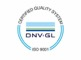 CERTIFIED QUALITY SYSTEM
DNV·GL
ISO 9001